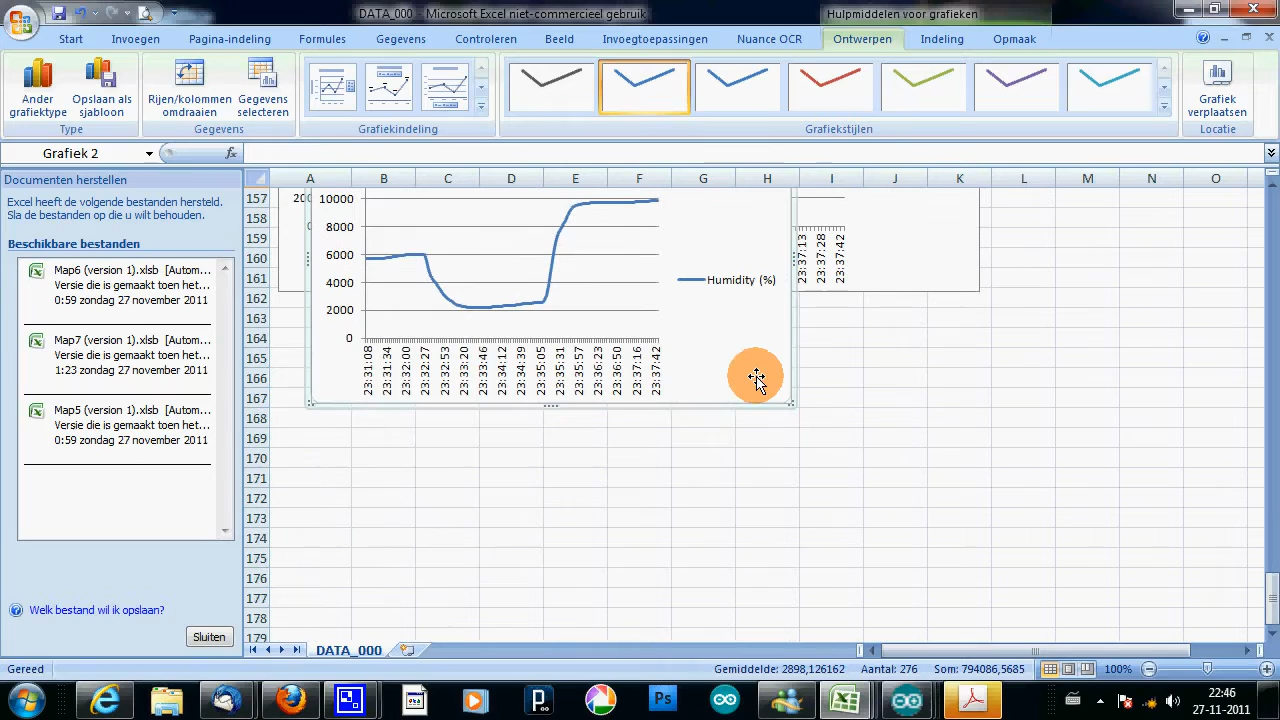 DATA_000 - Microsoft Excel niet-commercieel gebruik
Hulpmiddelen voor grafieken
Start
Invoegen
Pagina-indeling
Formules
Gegevens
Controleren
Beeld
Invoegtoepassingen
Nuance OCR
Ontwerpen
Indeling
Opmaak
Ander grafiektype
Opslaan als sjabloon
Rijen/kolommen omdraaien
Gegevens selecteren
Grafiek verplaatsen
Type
Gegevens
Grafiekindeling
Grafiekstijlen
Locatie
Grafiek 2
fx
Documenten herstellen
Excel heeft de volgende bestanden hersteld.
Sla de bestanden op die u wilt behouden.
Beschikbare bestanden
Map6 (version 1).xlsb [Autom...
Versie die is gemaakt toen het...
0:59 zondag 27 november 2011
Map7 (version 1).xlsb [Autom...
Versie die is gemaakt toen het...
1:23 zondag 27 november 2011
Map5 (version 1).xlsb [Autom...
Versie die is gemaakt toen het...
0:59 zondag 27 november 2011
Welk bestand wil ik opslaan?
Sluiten
A B C D E F G H I J K L M N O
157
158
159
160
161
162
163
164
165
166
167
168
169
170
171
172
173
174
175
176
177
178
179
10000
8000
6000
4000
2000
0
Humidity (%)
23:31:08
23:31:34
23:32:00
23:32:27
23:32:53
23:33:20
23:33:46
23:34:12
23:34:39
23:35:05
23:35:31
23:35:57
23:36:23
23:36:50
23:37:16
23:37:42
23:37:13
23:37:28
23:37:42
DATA_000
Gereed
Gemiddelde: 2898,126162
Aantal: 276
Som: 794086,5685
100%
Ps
22:46
27-11-2011